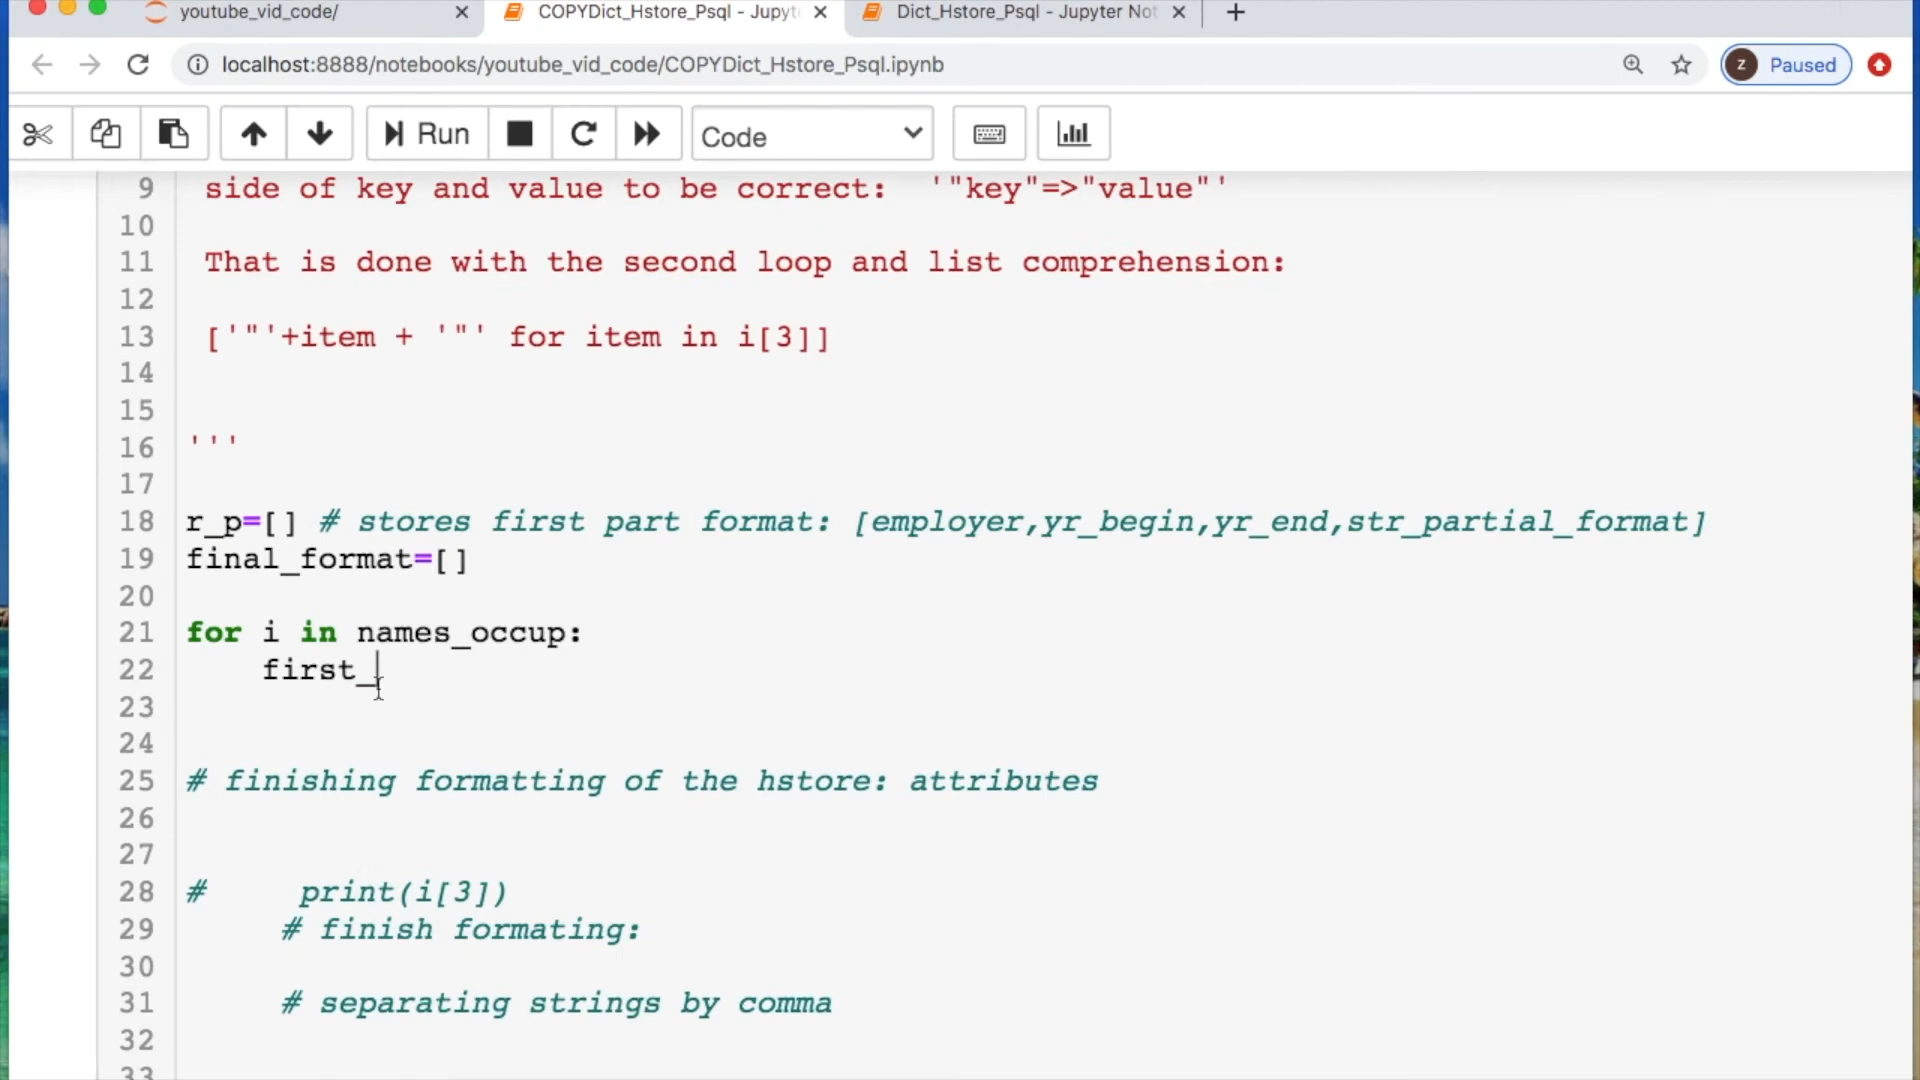 youtube_vid_code/
COPYDict_Hstore_Psql - Jupyt
Dict_Hstore_Psql - Jupyter Not
localhost:8888/notebooks/youtube_vid_code/COPYDict_Hstore_Psql.ipynb
Z Paused
Run
Code
9 side of key and value to be correct: '"key"=>"value"'
10
11 That is done with the second loop and list comprehension:
12
13 ['"'+item + '"' for item in i[3]]
14
15
16 '''
17
18 r_p=[] # stores first part format: [employer,yr_begin,yr_end,str_partial_format]
19 final_format=[]
20
21 for i in names_occup:
22 first_
23
24
25 # finishing formatting of the hstore: attributes
26
27
28 # print(i[3])
29 # finish formating:
30
31 # separating strings by comma
32
33